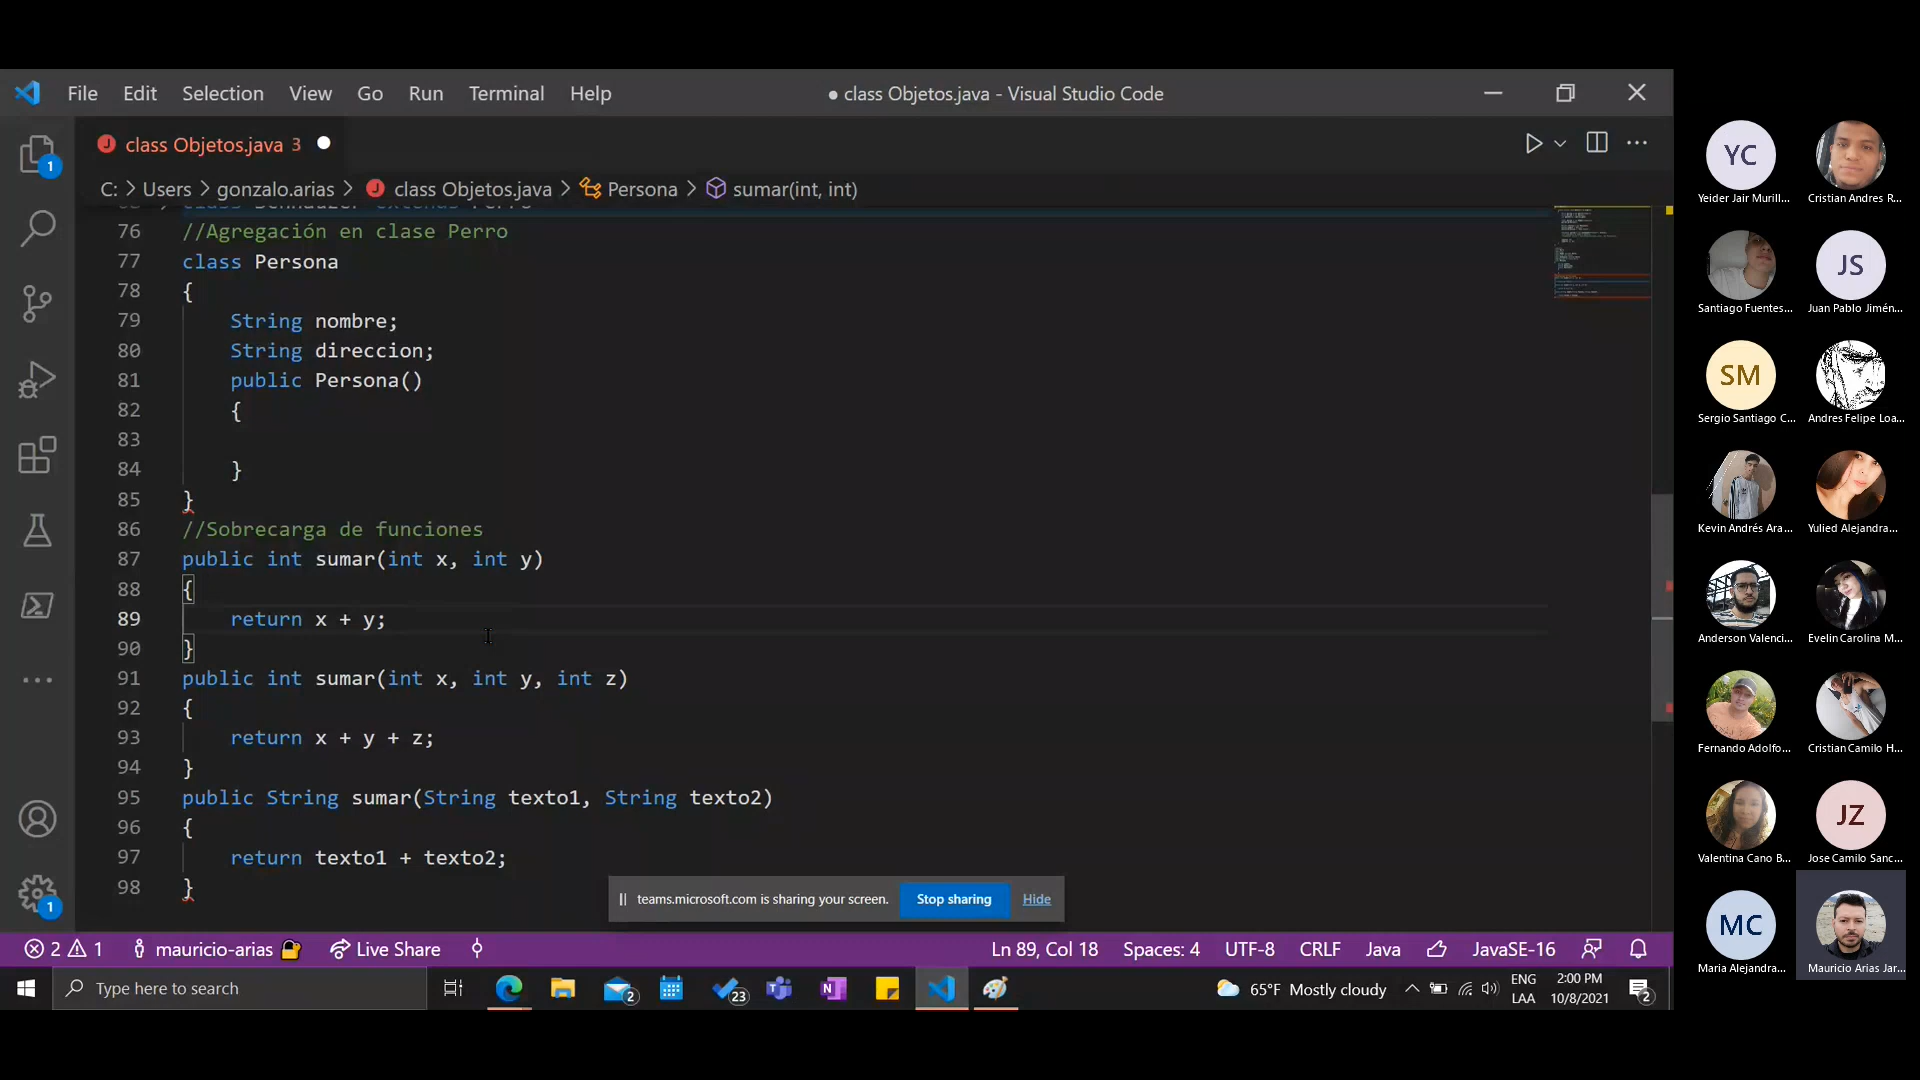 File Edit Selection View Go Run Terminal Help
● class Objetos.java - Visual Studio Code
class Objetos.java 3
C: > Users > gonzalo.arias > class Objetos.java > Persona > sumar(int, int)
76 //Agregación en clase Perro
77 class Persona
78 {
79 String nombre;
80 String direccion;
81 public Persona()
82 {
83
84 }
85 }
86 //Sobrecarga de funciones
87 public int sumar(int x, int y)
88 {
89 return x + y;
90 }
91 public int sumar(int x, int y, int z)
92 {
93 return x + y + z;
94 }
95 public String sumar(String texto1, String texto2)
96 {
97 return texto1 + texto2;
98 }
1
1
teams.microsoft.com is sharing your screen. Stop sharing Hide
2 1 mauricio-arias Live Share Ln 89, Col 18 Spaces: 4 UTF-8 CRLF Java JavaSE-16
Type here to search 2 23 65°F Mostly cloudy ENG 2:00 PM
LAA 10/8/2021 2
YC
Yeider Jair Murill... Cristian Andres R...
JS
Santiago Fuentes... Juan Pablo Jimén...
SM
Sergio Santiago C... Andres Felipe Loa...
Kevin Andrés Ara... Yulied Alejandra...
Anderson Valenci... Evelin Carolina M...
Fernando Adolfo... Cristian Camilo H...
JZ
Valentina Cano B... Jose Camilo Sanc...
MC
Maria Alejandra... Mauricio Arias Jar...